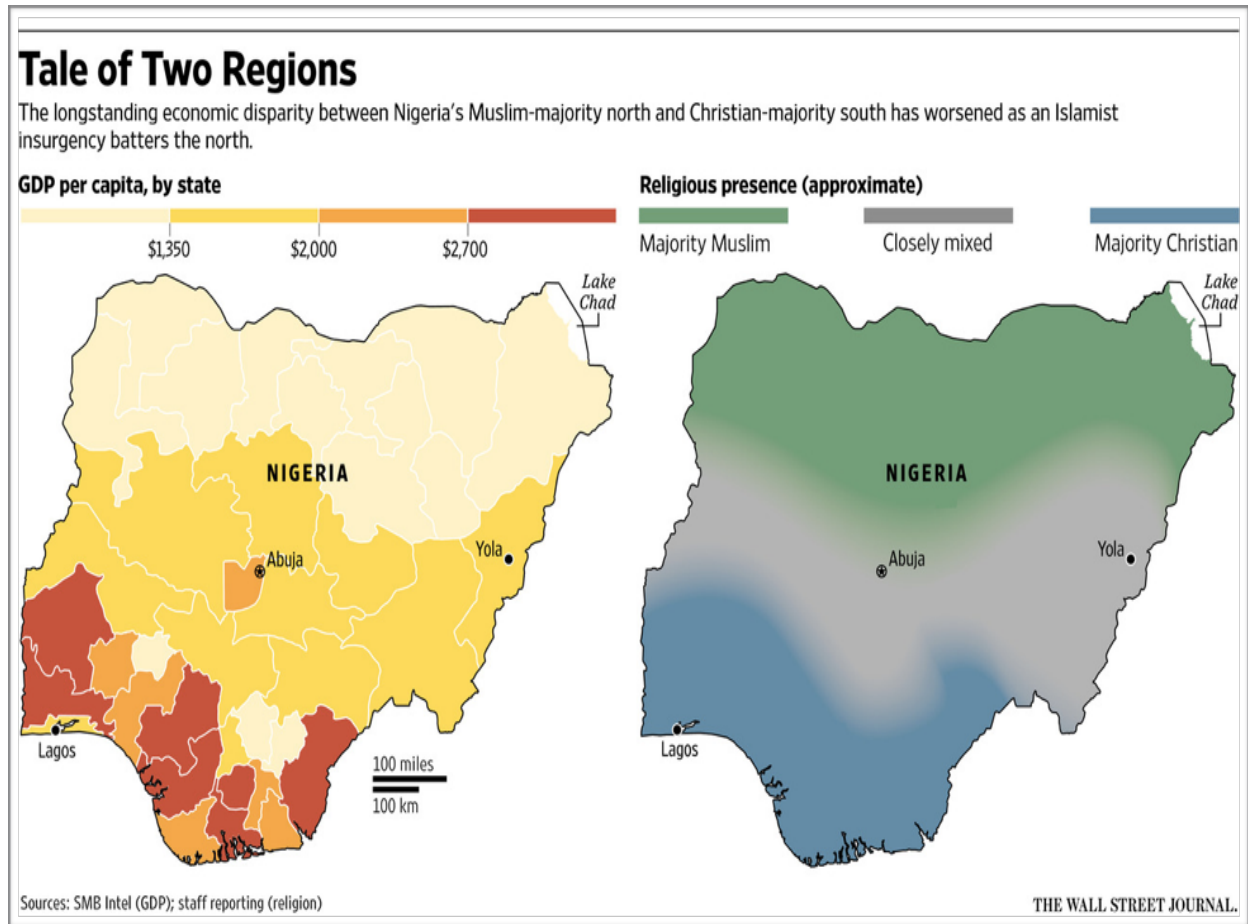 Tale of Two Regions
The longstanding economic disparity between Nigeria's Muslim-majority north and Christian-majority south has worsened as an Islamist
insurgency batters the north.
GDP per capita, by state
$1,350
$2,000
$2,700
Religious presence (approximate)
Majority Muslim
Closely mixed
Majority Christian
Lake
Chad
NIGERIA
Abuja
Yola
Lagos
100 miles
100 km
Lake
Chad
NIGERIA
Abuja
Yola
Lagos
Sources: SMB Intel (GDP); staff reporting (religion)
THE WALL STREET JOURNAL.